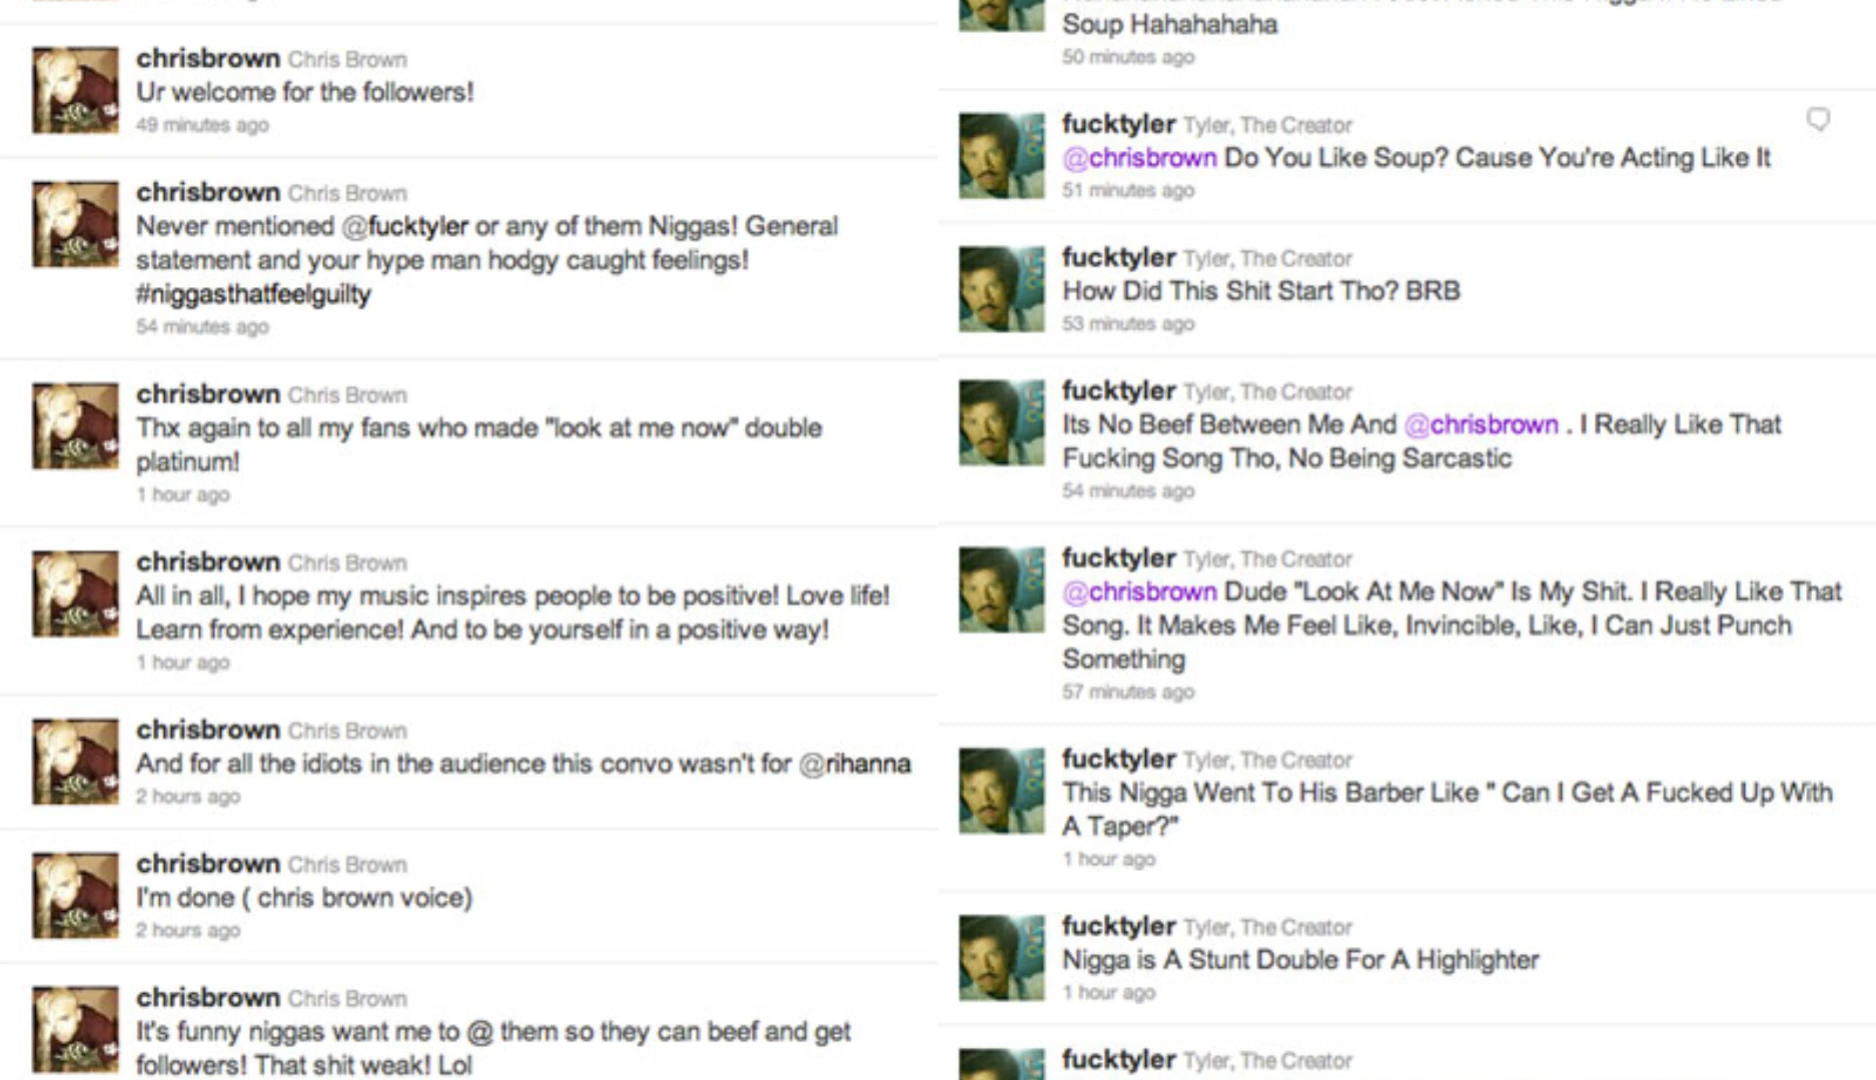 chrisbrown Chris Brown
Ur welcome for the followers!
49 minutes ago
chrisbrown Chris Brown
Never mentioned @fucktyler or any of them Niggas! General
statement and your hype man hodgy caught feelings!
#niggasthatfeelguilty
54 minutes ago
chrisbrown Chris Brown
Thx again to all my fans who made "look at me now" double
platinum!
1 hour ago
chrisbrown Chris Brown
All in all, I hope my music inspires people to be positive! Love life!
Learn from experience! And to be yourself in a positive way!
1 hour ago
chrisbrown Chris Brown
And for all the idiots in the audience this convo wasn't for @rihanna
2 hours ago
chrisbrown Chris Brown
I'm done ( chris brown voice)
2 hours ago
chrisbrown Chris Brown
It's funny niggas want me to @ them so they can beef and get
followers! That shit weak! Lol
Soup Hahahahaha
50 minutes ago
fucktyler Tyler, The Creator
@chrisbrown Do You Like Soup? Cause You're Acting Like It
51 minutes ago
fucktyler Tyler, The Creator
How Did This Shit Start Tho? BRB
53 minutes ago
fucktyler Tyler, The Creator
Its No Beef Between Me And @chrisbrown . I Really Like That
Fucking Song Tho, No Being Sarcastic
54 minutes ago
fucktyler Tyler, The Creator
@chrisbrown Dude "Look At Me Now" Is My Shit. I Really Like That
Song. It Makes Me Feel Like, Invincible, Like, I Can Just Punch
Something
57 minutes ago
fucktyler Tyler, The Creator
This Nigga Went To His Barber Like " Can I Get A Fucked Up With
A Taper?"
1 hour ago
fucktyler Tyler, The Creator
Nigga is A Stunt Double For A Highlighter
1 hour ago
fucktyler Tyler, The Creator